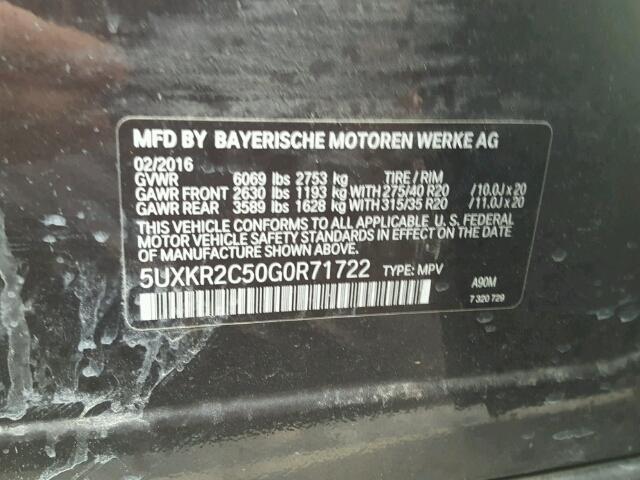 MFD BY BAYERISCHE MOTOREN WERKE AG
02/2016
GVWR 6069 lbs 2753 kg TIRE / RIM
GAWR FRONT 2630 lbs 1193 kg WITH 275/40 R20 /10.0J x 20
GAWR REAR 3589 lbs 1628 kg WITH 315/35 R20 /11.0J x 20
THIS VEHICLE CONFORMS TO ALL APPLICABLE U. S. FEDERAL
MOTOR VEHICLE SAFETY STANDARDS IN EFFECT ON THE DATE
OF MANUFACTURE SHOWN ABOVE.
5UXKR2C50G0R71722 TYPE: MPV
A90M
7 320 729